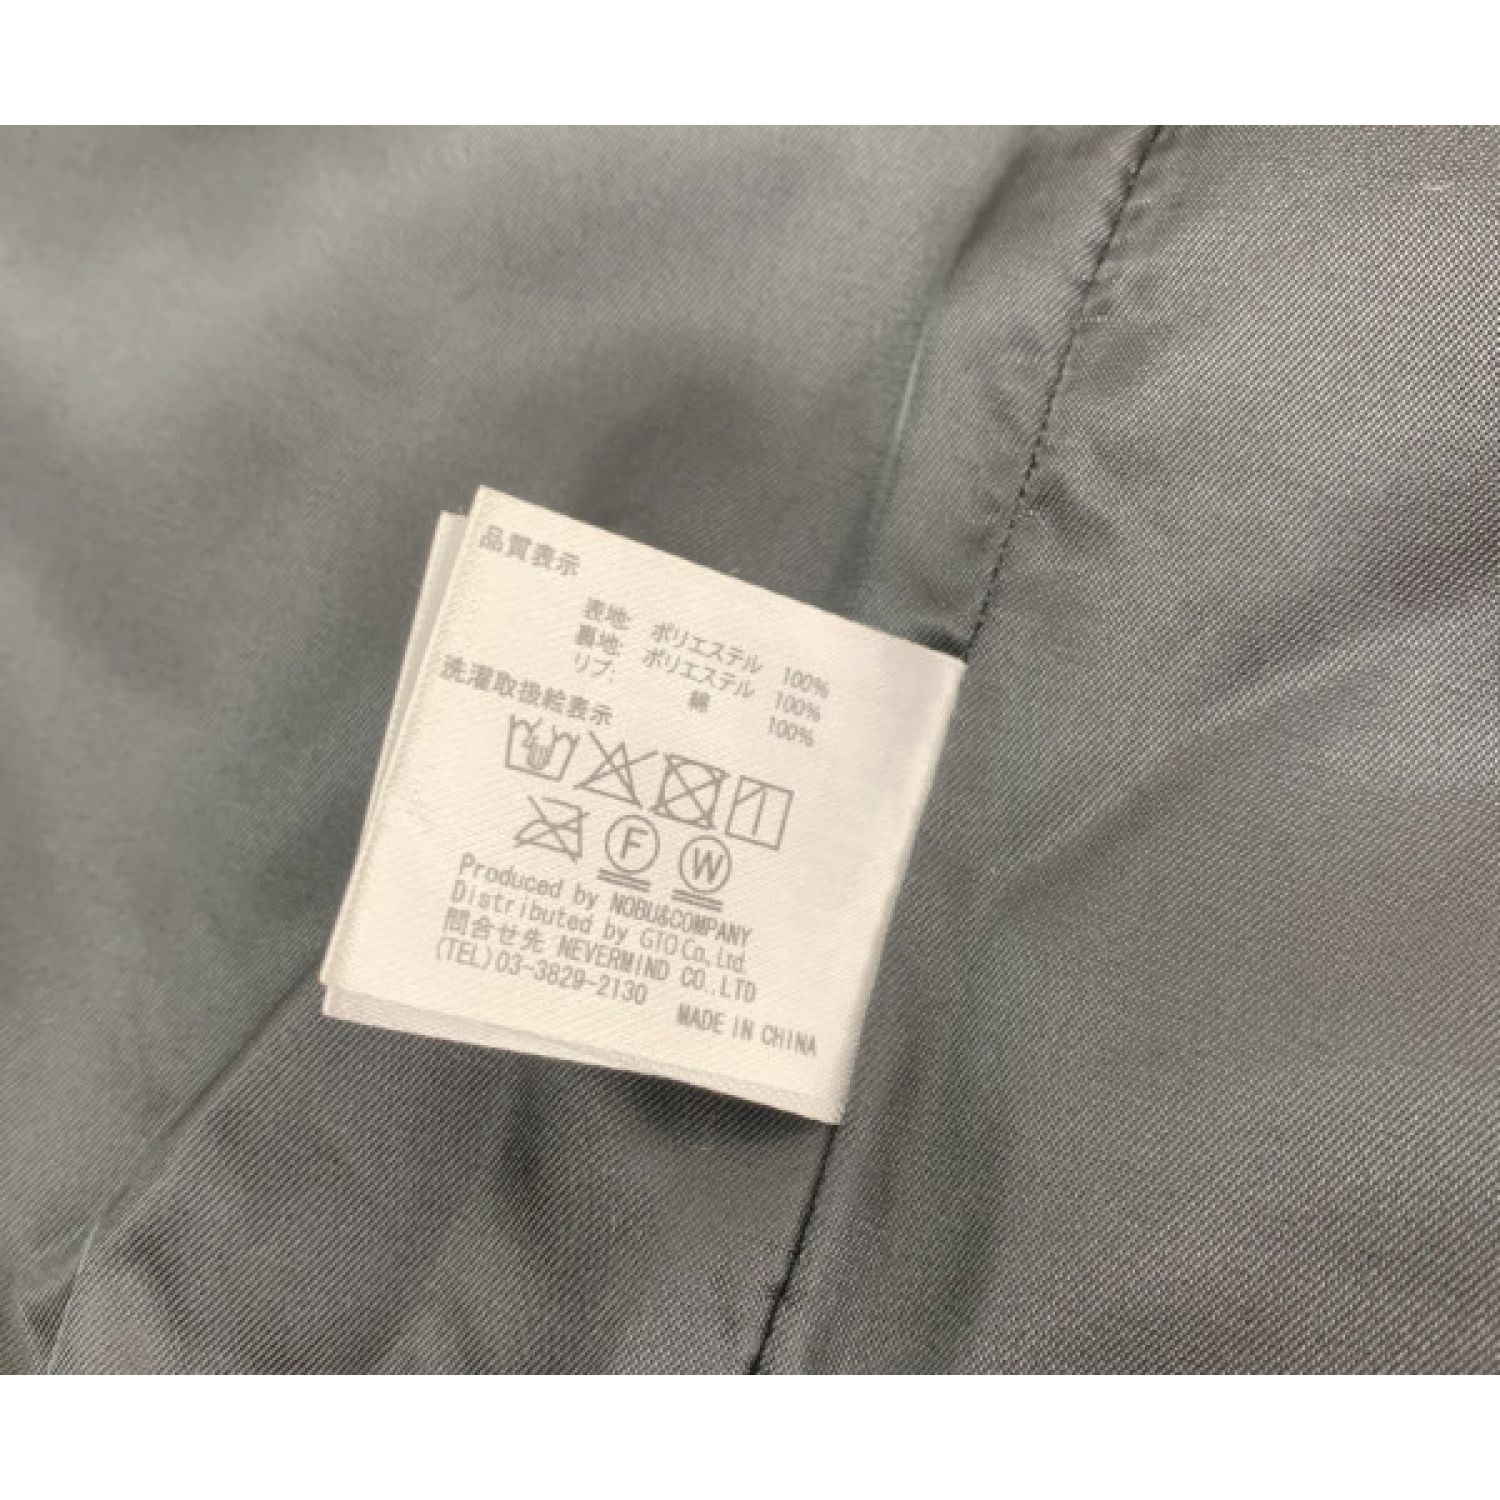 品質表示
表地: ポリエステル 100%
裏地: ポリエステル 100%
リブ: 綿 100%
洗濯取扱絵表示
F W
Produced by NOBU&COMPANY
Distributed by GTO Co,.Ltd.
問合せ先 NEVERMIND CO.,LTD
(TEL)03-3829-2130
MADE IN CHINA